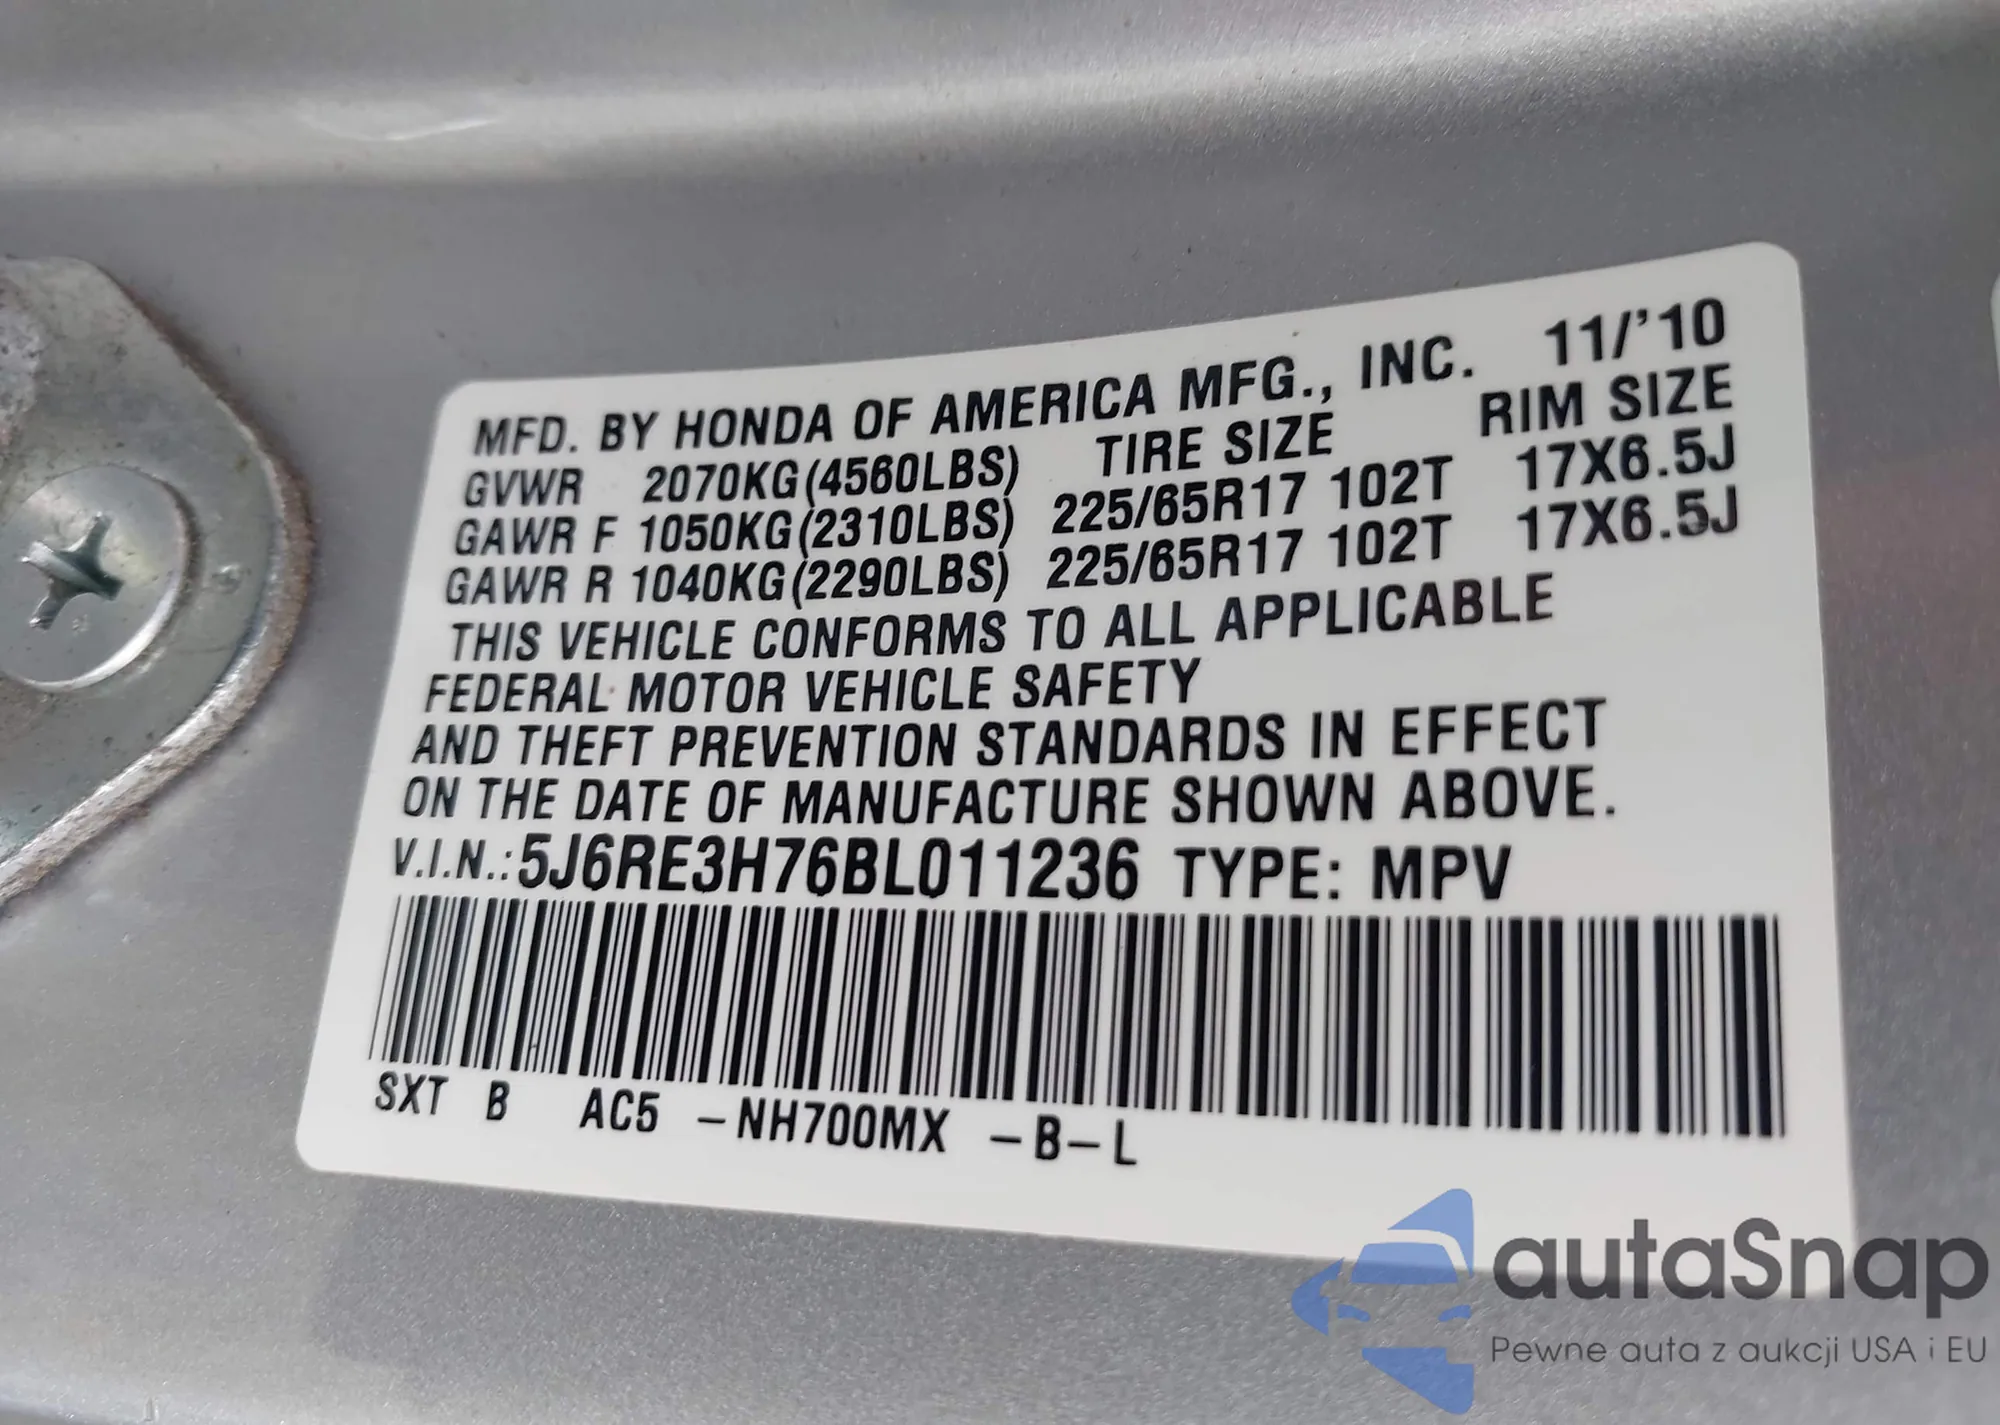 MFD. BY HONDA OF AMERICA MFG., INC. 11/'10
GVWR 2070KG(4560LBS) TIRE SIZE RIM SIZE
GAWR F 1050KG(2310LBS) 225/65R17 102T 17X6.5J
GAWR R 1040KG(2290LBS) 225/65R17 102T 17X6.5J
THIS VEHICLE CONFORMS TO ALL APPLICABLE
FEDERAL MOTOR VEHICLE SAFETY
AND THEFT PREVENTION STANDARDS IN EFFECT
ON THE DATE OF MANUFACTURE SHOWN ABOVE.
V.I.N.:5J6RE3H76BL011236 TYPE: MPV
SXT B AC5 -NH700MX -B-L
autaSnap
Pewne auta z aukcji USA i EU